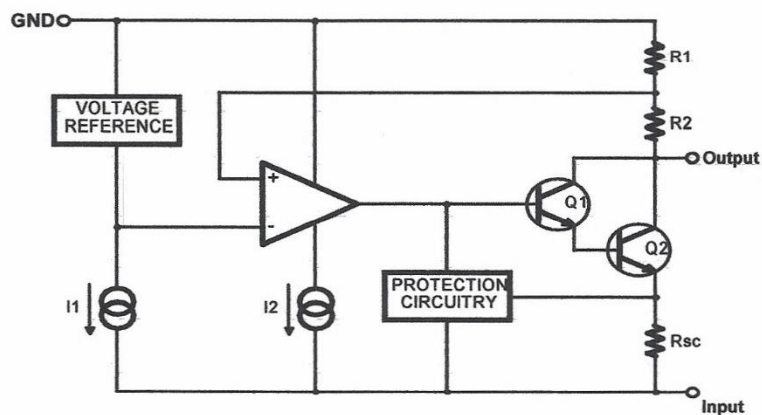 GND
R1
VOLTAGE
REFERENCE
R2
Output
+
Q1
-
Q2
PROTECTION
CIRCUITRY
I1
I2
Rsc
Input